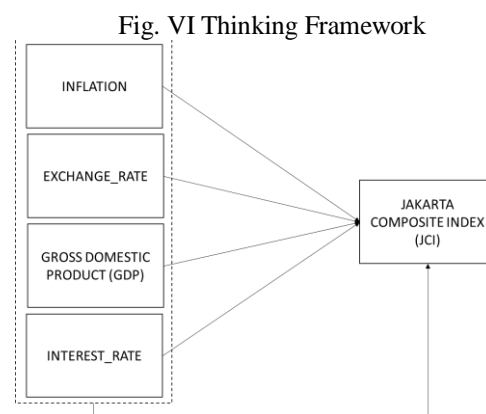 Fig. VI Thinking Framework
INFLATION
EXCHANGE_RATE
GROSS DOMESTIC
PRODUCT (GDP)
INTEREST_RATE
JAKARTA
COMPOSITE INDEX
(JCI)